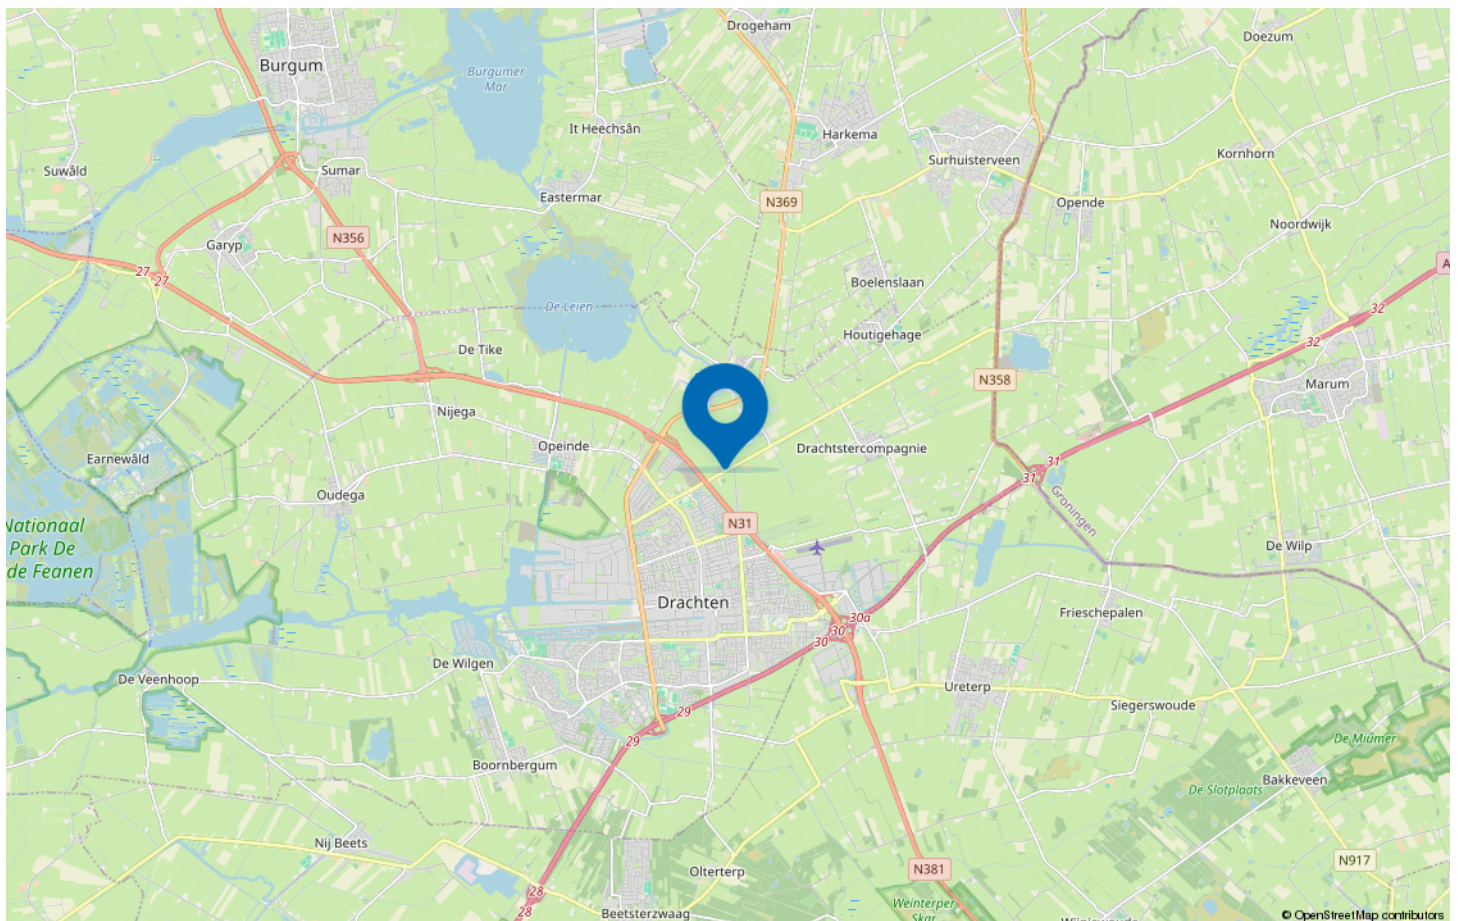 Drogeham
Doezum
Burgum
Burgumer
Mar
It Heechsân
Harkema
Surhuisterveen
Kornhorn
Suwâld
Sumar
Eastermar
N369
Opende
Noordwijk
Garyp
N356
27
27
A
Boelenslaan
De Leien
32
Houtigehage
32
De Tike
N358
Marum
Nijega
Opeinde
Drachtstercompagnie
Earnewâld
31
31
Oudega
Groningen
Nationaal
Park De
de Feanen
N31
De Wilp
Drachten
Frieschepalen
30a
30
30
De Wilgen
De Veenhoop
Ureterp
Siegerswoude
29
29
De Miumer
Boornbergum
Bakkeveen
De Slotplaats
Nij Beets
N917
Olterterp
N381
28
28
Weinterper
Skar
Beetsterzwaag
© OpenStreetMap contributors